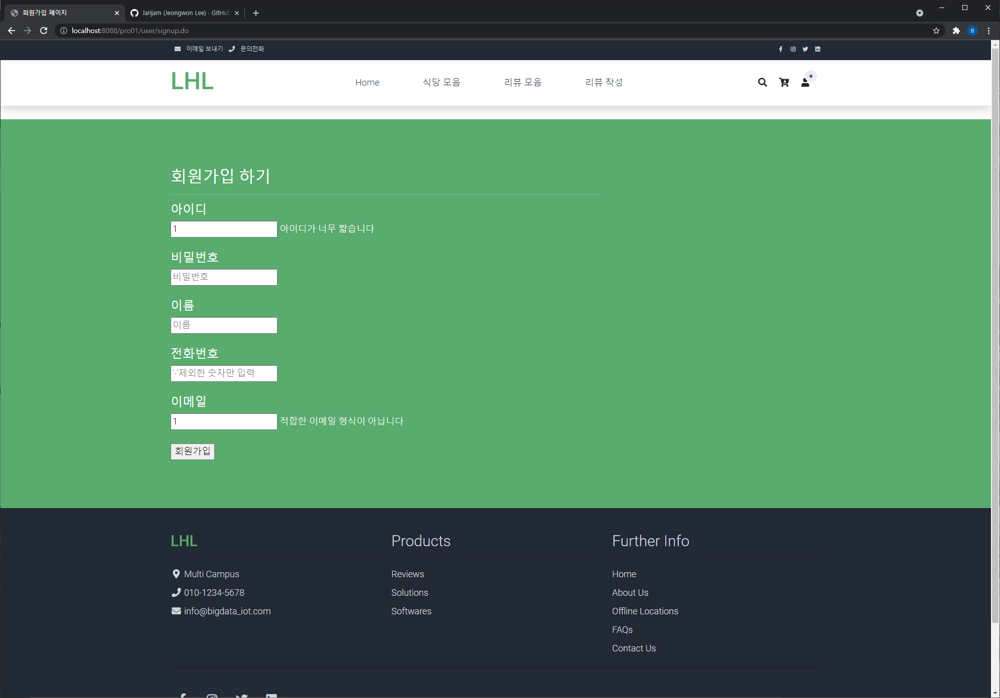 회원가입 페이지
Jarijam (Jeongwon Lee) · GitHub
localhost:8088/pro01/user/signup.do
잠
이메일 보내기 문의전화
LHL
Home 식당 모음 리뷰 모음 리뷰 작성
+
회원가입 하기
아이디
1 아이디가 너무 짧습니다
비밀번호
비밀번호
이름
이름
전화번호
'-'제외한 숫자만 입력
이메일
1 적합한 이메일 형식이 아닙니다
회원가입
LHL
Multi Campus
010-1234-5678
info@bigdata_iot.com
Products
Reviews
Solutions
Softwares
Further Info
Home
About Us
Offline Locations
FAQs
Contact Us